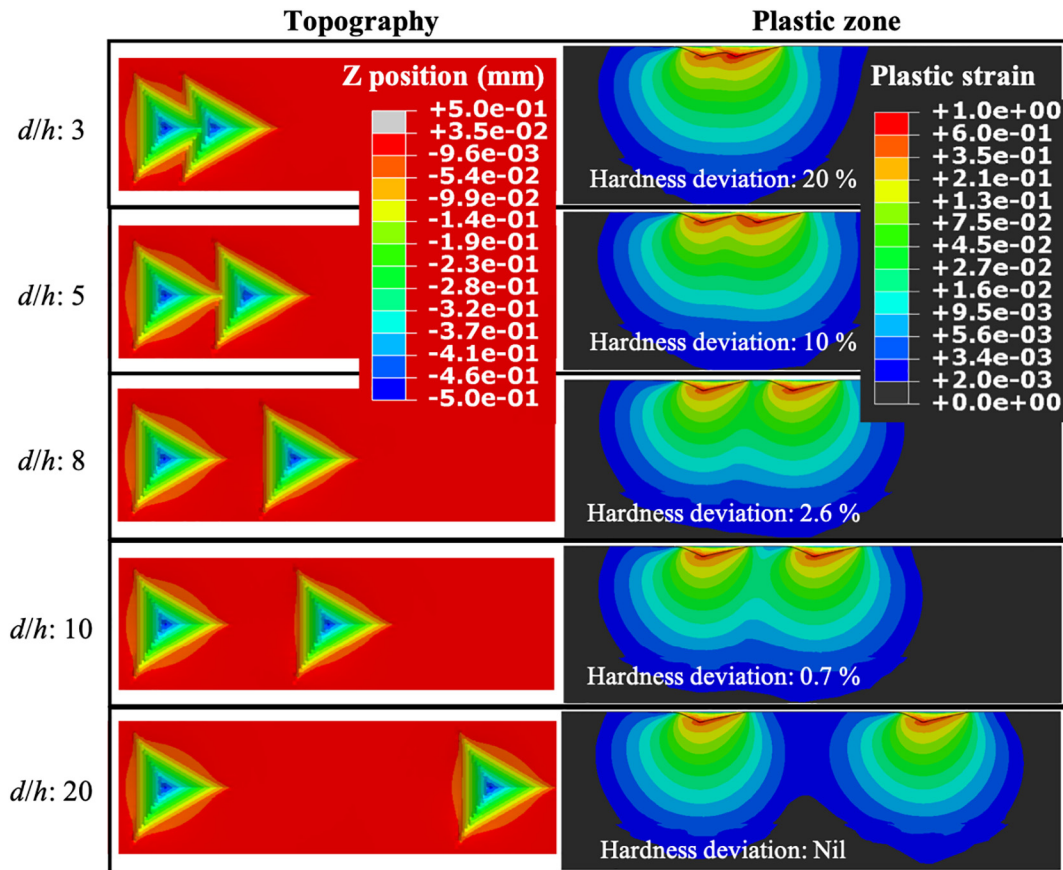 Topography
Plastic zone
Z position (mm)
+5.0e-01
+3.5e-02
-9.6e-03
-5.4e-02
-9.9e-02
-1.4e-01
-1.9e-01
-2.3e-01
-2.8e-01
-3.2e-01
-3.7e-01
-4.1e-01
-4.6e-01
-5.0e-01
Plastic strain
+1.0e+00
+6.0e-01
+3.5e-01
+2.1e-01
+1.3e-01
+7.5e-02
+4.5e-02
+2.7e-02
+1.6e-02
+9.5e-03
+5.6e-03
+3.4e-03
+2.0e-03
+0.0e+00
d/h: 3
Hardness deviation: 20 %
d/h: 5
Hardness deviation: 10 %
d/h: 8
Hardness deviation: 2.6 %
d/h: 10
Hardness deviation: 0.7 %
d/h: 20
Hardness deviation: Nil